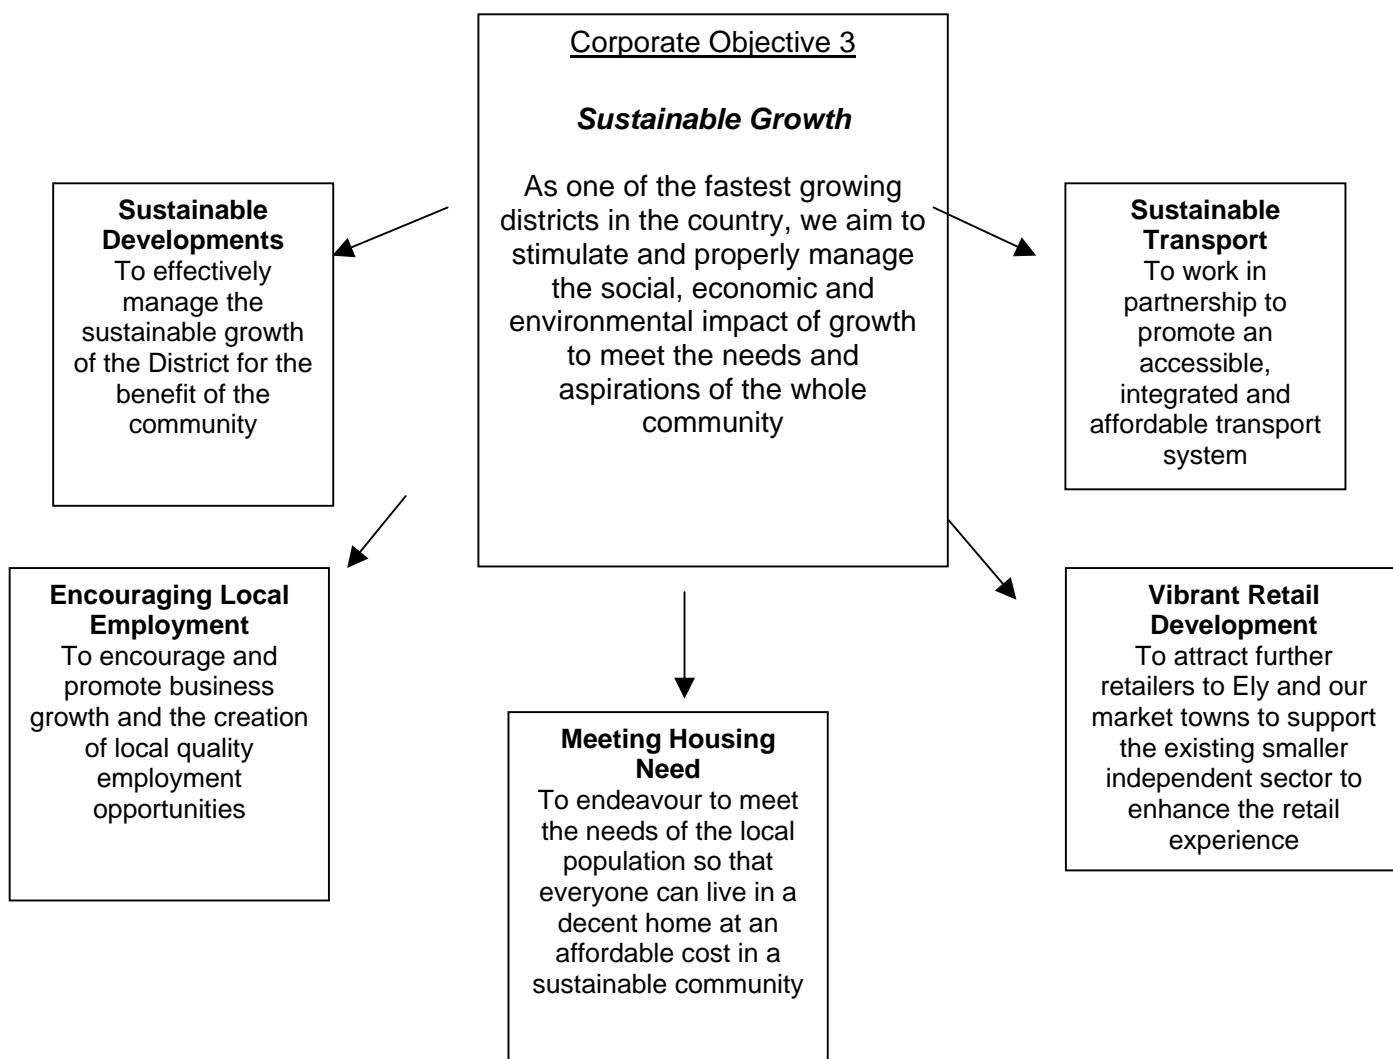 Corporate Objective 3
Sustainable Growth
As one of the fastest growing
districts in the country, we aim to
stimulate and properly manage
the social, economic and
environmental impact of growth
to meet the needs and
aspirations of the whole
community
Sustainable
Developments
To effectively
manage the
sustainable growth
of the District for the
benefit of the
community
Sustainable
Transport
To work in
partnership to
promote an
accessible,
integrated and
affordable transport
system
Encouraging Local
Employment
To encourage and
promote business
growth and the creation
of local quality
employment
opportunities
Meeting Housing
Need
To endeavour to meet
the needs of the local
population so that
everyone can live in a
decent home at an
affordable cost in a
sustainable community
Vibrant Retail
Development
To attract further
retailers to Ely and our
market towns to support
the existing smaller
independent sector to
enhance the retail
experience